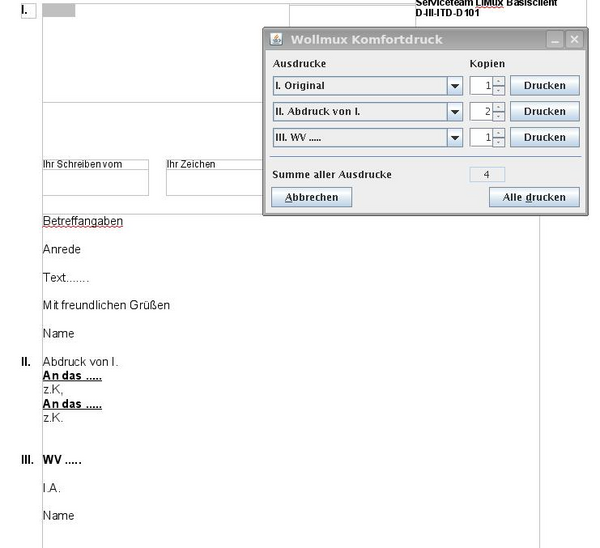 I.
Serviceteam LiMux Basisclient
D-III-ITD-D101
Wollmux Komfortdruck
Ausdrucke Kopien
I. Original 1 Drucken
II. Abdruck von I. 2 Drucken
III. WV ..... 1 Drucken
Summe aller Ausdrucke 4
Abbrechen Alle drucken
Ihr Schreiben vom Ihr Zeichen
Betreffangaben
Anrede
Text.......
Mit freundlichen Grüßen
Name
II. Abdruck von I.
An das .....
z.K,
An das .....
z.K.
III. WV .....
I.A.
Name